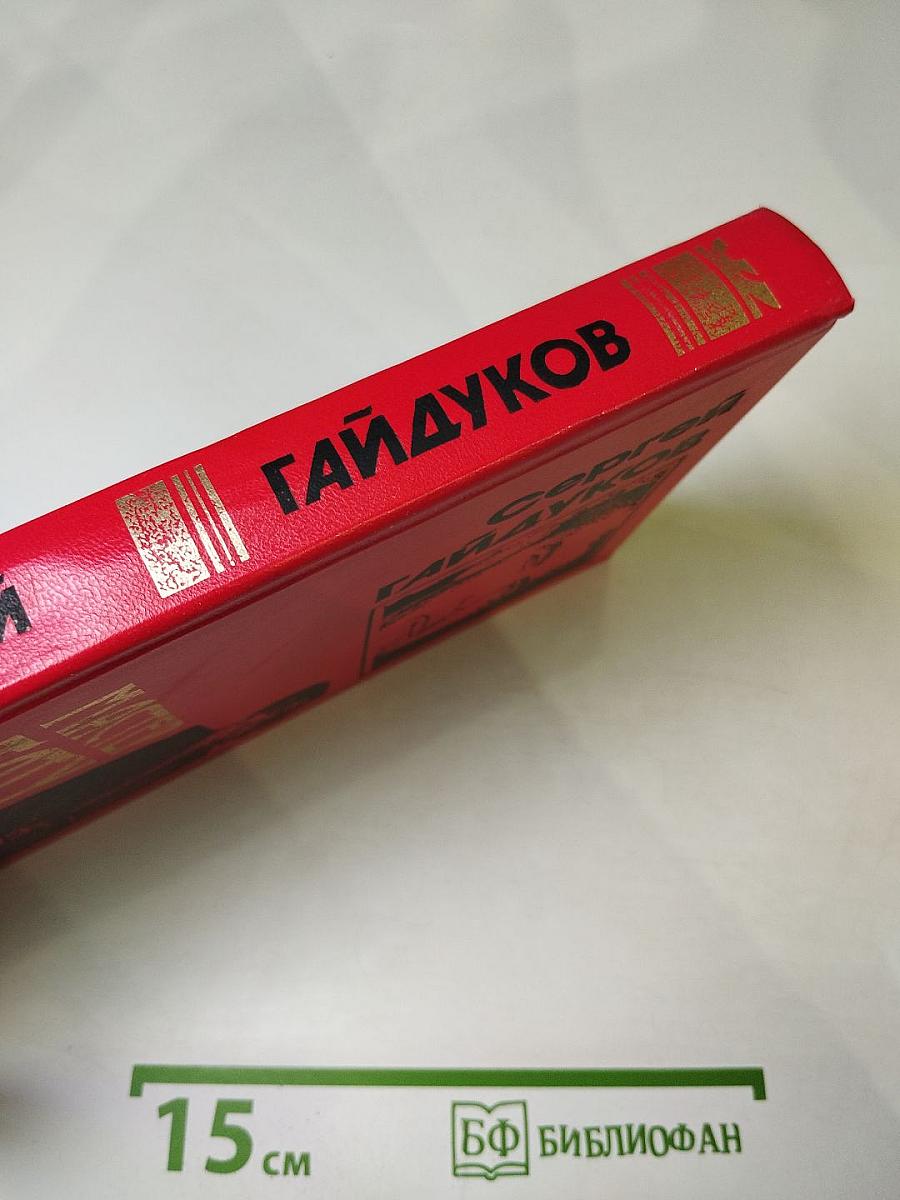 ГАЙДУКОВ
Й
Сергей
ГАЙДУКОВ
15 см
БФ БИБЛИОФАН